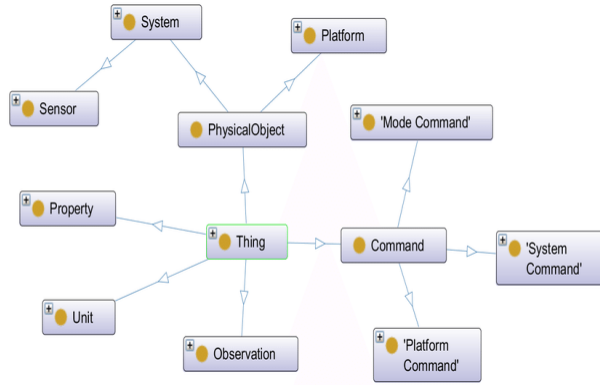 System
Platform
Sensor
'Mode Command'
PhysicalObject
Property
Thing
Command
'System
Command'
Unit
Observation
'Platform
Command'